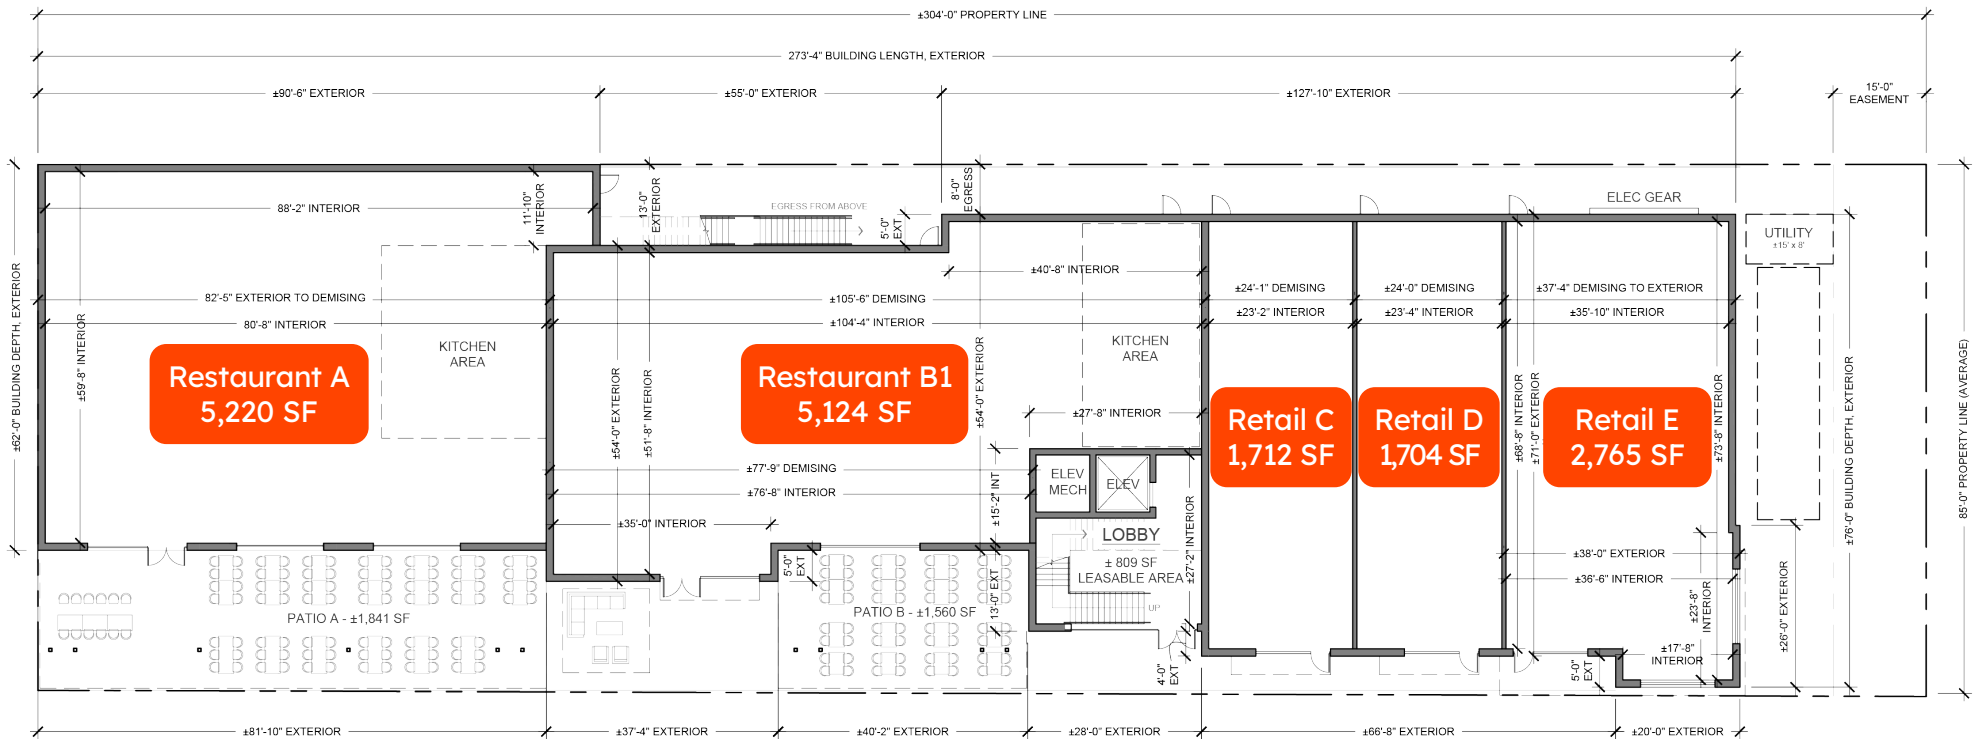 ±304'-0" PROPERTY LINE
273'-4" BUILDING LENGTH, EXTERIOR
±90'-6" EXTERIOR
±55'-0" EXTERIOR
±127'-10" EXTERIOR
15'-0"
EASEMENT
88'-2" INTERIOR
11'-10"
INTERIOR
13'-0"
EXTERIOR
EGRESS FROM ABOVE
5'-0"
EXT
8'-0"
EGRESS
ELEC GEAR
UTILITY
±15' x 8'
±62'-0" BUILDING DEPTH, EXTERIOR
±59'-8" INTERIOR
82'-5" EXTERIOR TO DEMISING
80'-8" INTERIOR
KITCHEN
AREA
Restaurant A
5,220 SF
±40'-8" INTERIOR
±105'-6" DEMISING
±104'-4" INTERIOR
±54'-0" EXTERIOR
±51'-8" INTERIOR
Restaurant B1
5,124 SF
±54'-0" EXTERIOR
KITCHEN
AREA
±27'-8" INTERIOR
±24'-1" DEMISING
±23'-2" INTERIOR
±24'-0" DEMISING
±23'-4" INTERIOR
±37'-4" DEMISING TO EXTERIOR
±35'-10" INTERIOR
Retail C
1,712 SF
Retail D
1,704 SF
±68'-8" INTERIOR
±71'-0" EXTERIOR
Retail E
2,765 SF
±73'-8" INTERIOR
±76'-0" BUILDING DEPTH, EXTERIOR
85'-0" PROPERTY LINE (AVERAGE)
±77'-9" DEMISING
±76'-8" INTERIOR
±35'-0" INTERIOR
±15'-2" INT
ELEV
MECH
ELEV
LOBBY
± 809 SF
LEASABLE AREA
±27'-2" INTERIOR
UP
5'-0"
EXT
13'-0" EXT
±38'-0" EXTERIOR
±36'-6" INTERIOR
±23'-8"
INTERIOR
±26'-0" EXTERIOR
±17'-8"
INTERIOR
PATIO A - ±1,841 SF
PATIO B - ±1,560 SF
4'-0"
EXT
5'-0"
EXT
±81'-10" EXTERIOR
±37'-4" EXTERIOR
±40'-2" EXTERIOR
±28'-0" EXTERIOR
±66'-8" EXTERIOR
±20'-0" EXTERIOR